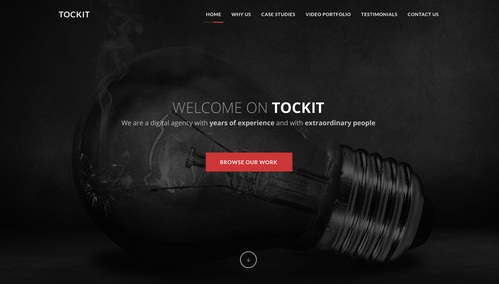 TOCKIT
HOME WHY US CASE STUDIES VIDEO PORTFOLIO TESTIMONIALS CONTACT US
WELCOME ON TOCKIT
We are a digital agency with years of experience and with extraordinary people
BROWSE OUR WORK